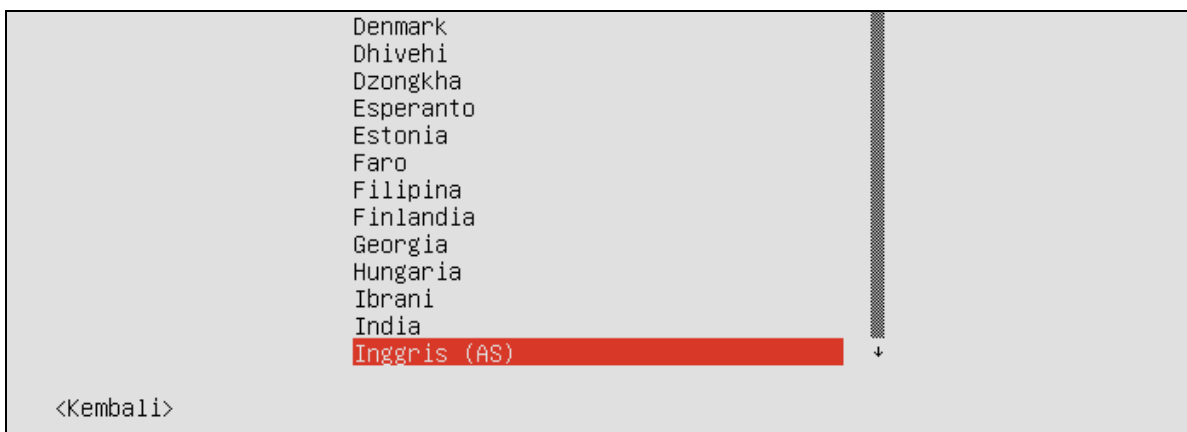 Denmark
Dhivehi
Dzongkha
Esperanto
Estonia
Faro
Filipina
Finlandia
Georgia
Hungaria
Ibrani
India
Inggris (AS)
<Kembali>